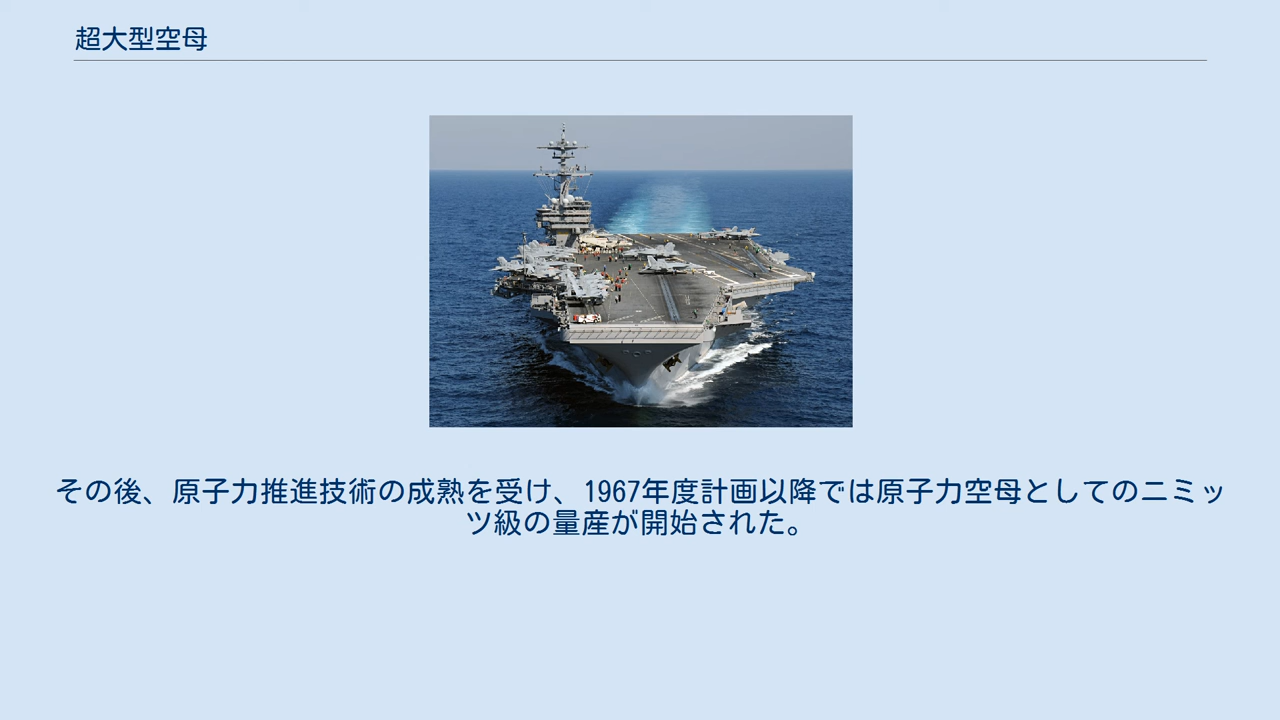 超大型空母
その後、原子力推進技術の成熟を受け、1967年度計画以降では原子力空母としてのニミッ
ツ級の量産が開始された。